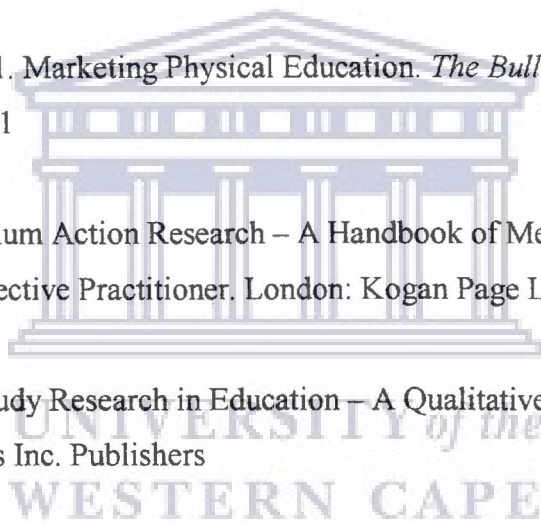 1. Marketing Physical Education. The Bull
1
lum Action Research – A Handbook of Me
ective Practitioner. London: Kogan Page L
udy Research in Education – A Qualitative
UNIVERSITY of the
s Inc. Publishers
WESTERN CAPE